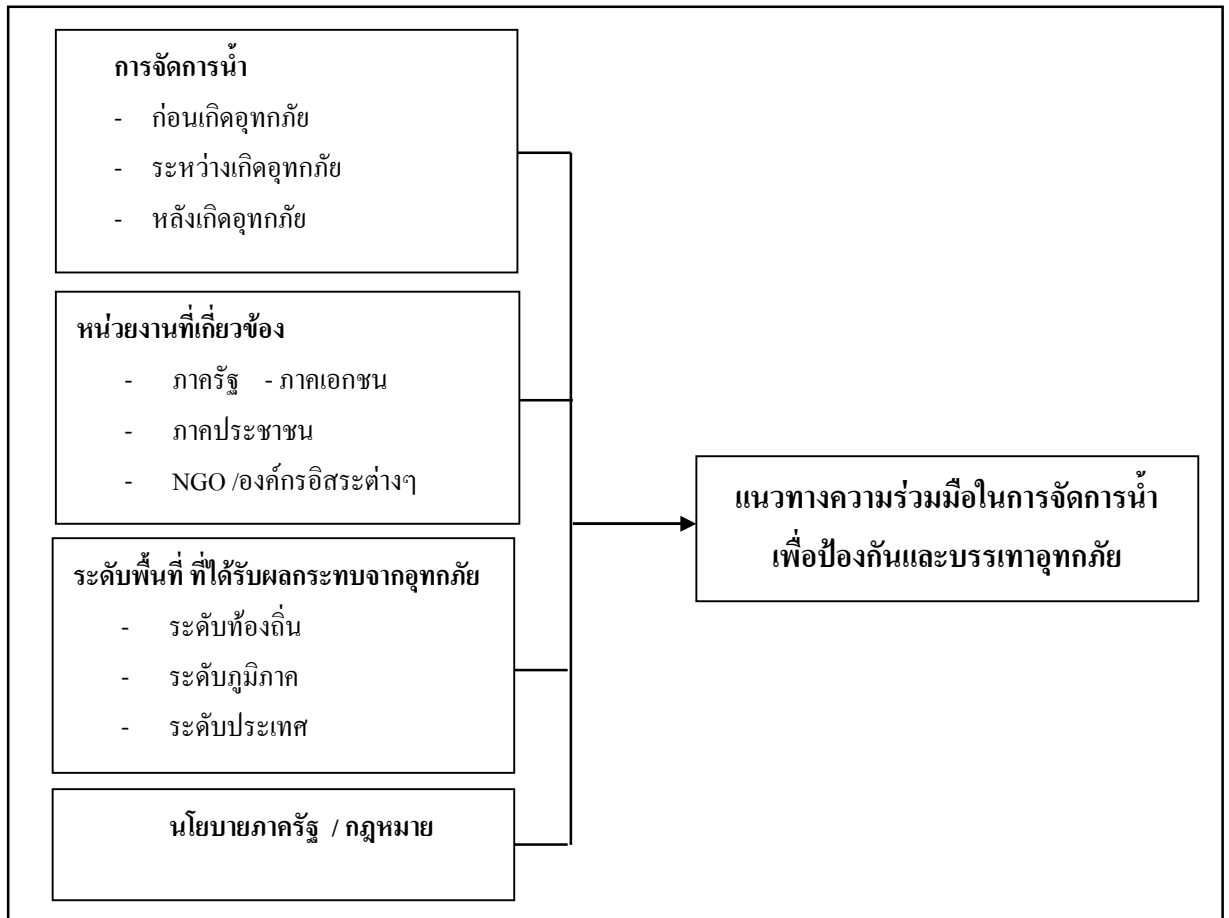 การจัดการน้ำ
- ก่อนเกิดอุทกภัย
- ระหว่างเกิดอุทกภัย
- หลังเกิดอุทกภัย
หน่วยงานที่เกี่ยวข้อง
- ภาครัฐ - ภาคเอกชน
- ภาคประชาชน
- NGO /องค์กรอิสระต่างๆ
ระดับพื้นที่ ที่ได้รับผลกระทบจากอุทกภัย
- ระดับท้องถิ่น
- ระดับภูมิภาค
- ระดับประเทศ
นโยบายภาครัฐ / กฎหมาย
แนวทางความร่วมมือในการจัดการน้ำ
เพื่อป้องกันและบรรเทาอุทกภัย